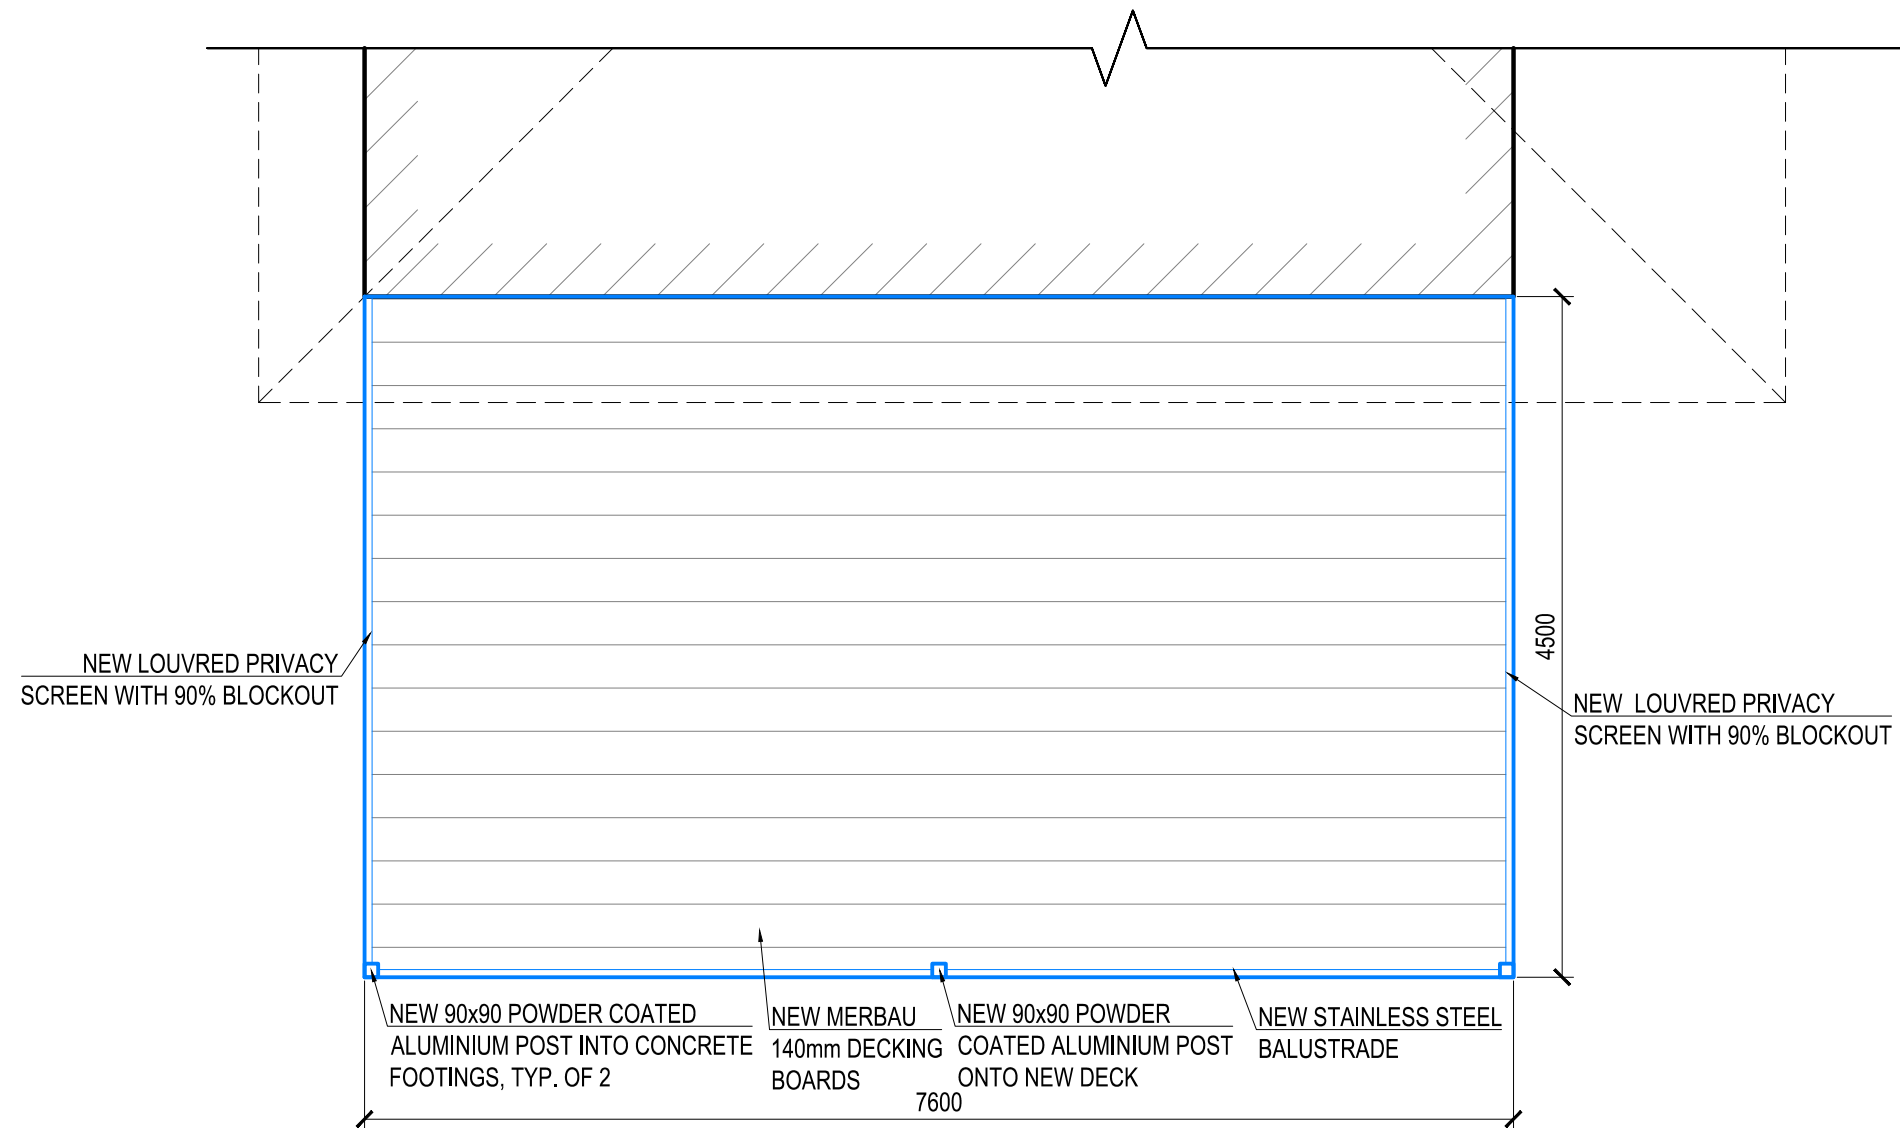 4500
NEW LOUVRED PRIVACY
SCREEN WITH 90% BLOCKOUT
NEW LOUVRED PRIVACY
SCREEN WITH 90% BLOCKOUT
NEW 90x90 POWDER COATED
ALUMINIUM POST INTO CONCRETE
FOOTINGS, TYP. OF 2
NEW MERBAU
140mm DECKING
BOARDS
NEW 90x90 POWDER
COATED ALUMINIUM POST
ONTO NEW DECK
NEW STAINLESS STEEL
BALUSTRADE
7600